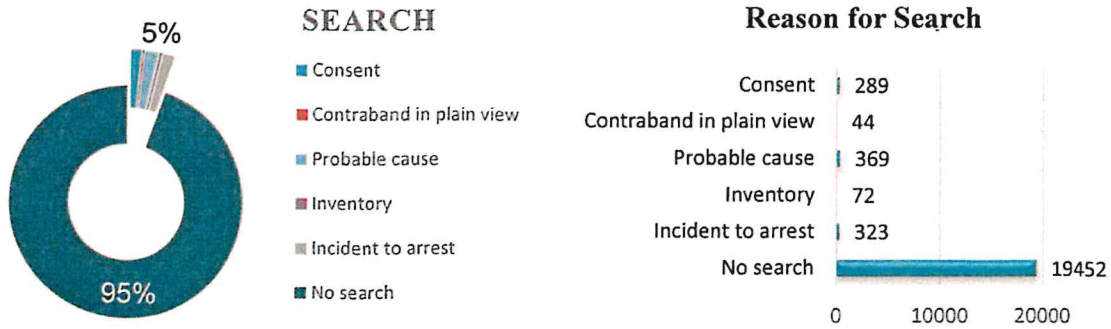 SEARCH
5%
95%
Consent
Contraband in plain view
Probable cause
Inventory
Incident to arrest
No search
Reason for Search
Consent 289
Contraband in plain view 44
Probable cause 369
Inventory 72
Incident to arrest 323
No search 19452
0 10000 20000